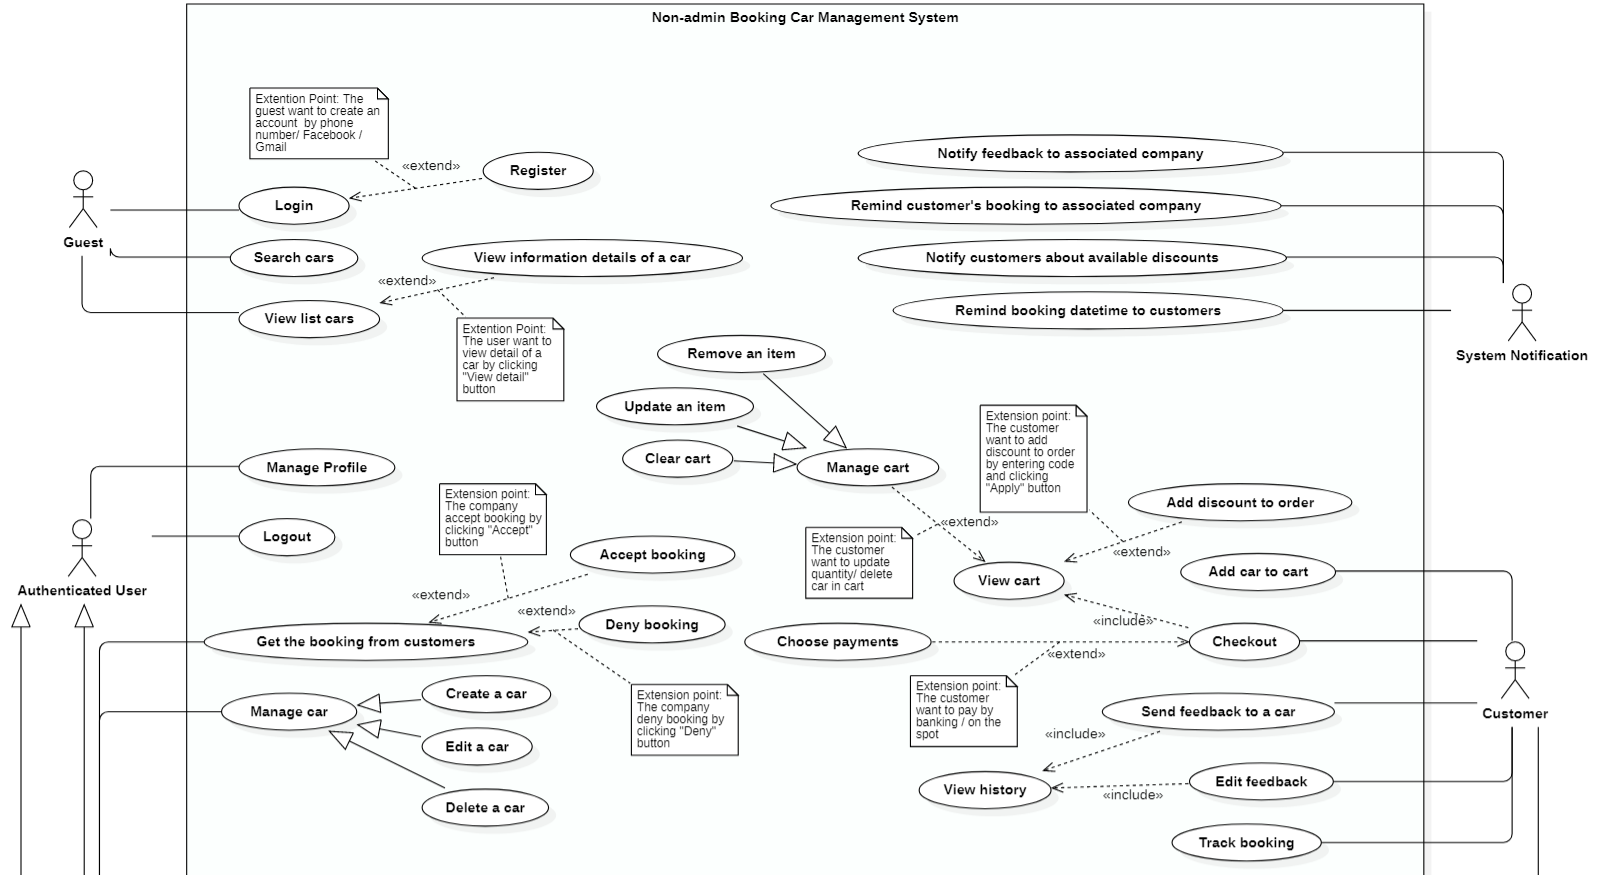 Non-admin Booking Car Management System
Extention Point: The
guest want to create an
account  by phone
number/ Facebook /
Gmail
«extend»
Register
Login
Guest
Search cars
View information details of a car
«extend»
View list cars
Extention Point:
The user want to
view detail of a
car by clicking
"View detail"
button
Notify feedback to associated company
Remind customer's booking to associated company
Notify customers about available discounts
Remind booking datetime to customers
System Notification
Remove an item
Update an item
Clear cart
Manage cart
Extension point:
The customer
want to add
discount to order
by entering code
and clicking
"Apply" button
Manage Profile
Logout
Authenticated User
Extension point:
The company
accept booking by
clicking "Accept"
button
Accept booking
«extend»
«extend»
Deny booking
Get the booking from customers
Extension point:
The company
deny booking by
clicking "Deny"
button
Manage car
Create a car
Edit a car
Delete a car
«extend»
Extension point:
The customer
want to update
quantity/ delete
car in cart
Add discount to order
«extend»
View cart
Add car to cart
«include»
Choose payments
«extend»
Checkout
Extension point:
The customer
want to pay by
banking / on the
spot
Customer
Send feedback to a car
«include»
View history
Edit feedback
«include»
Track booking